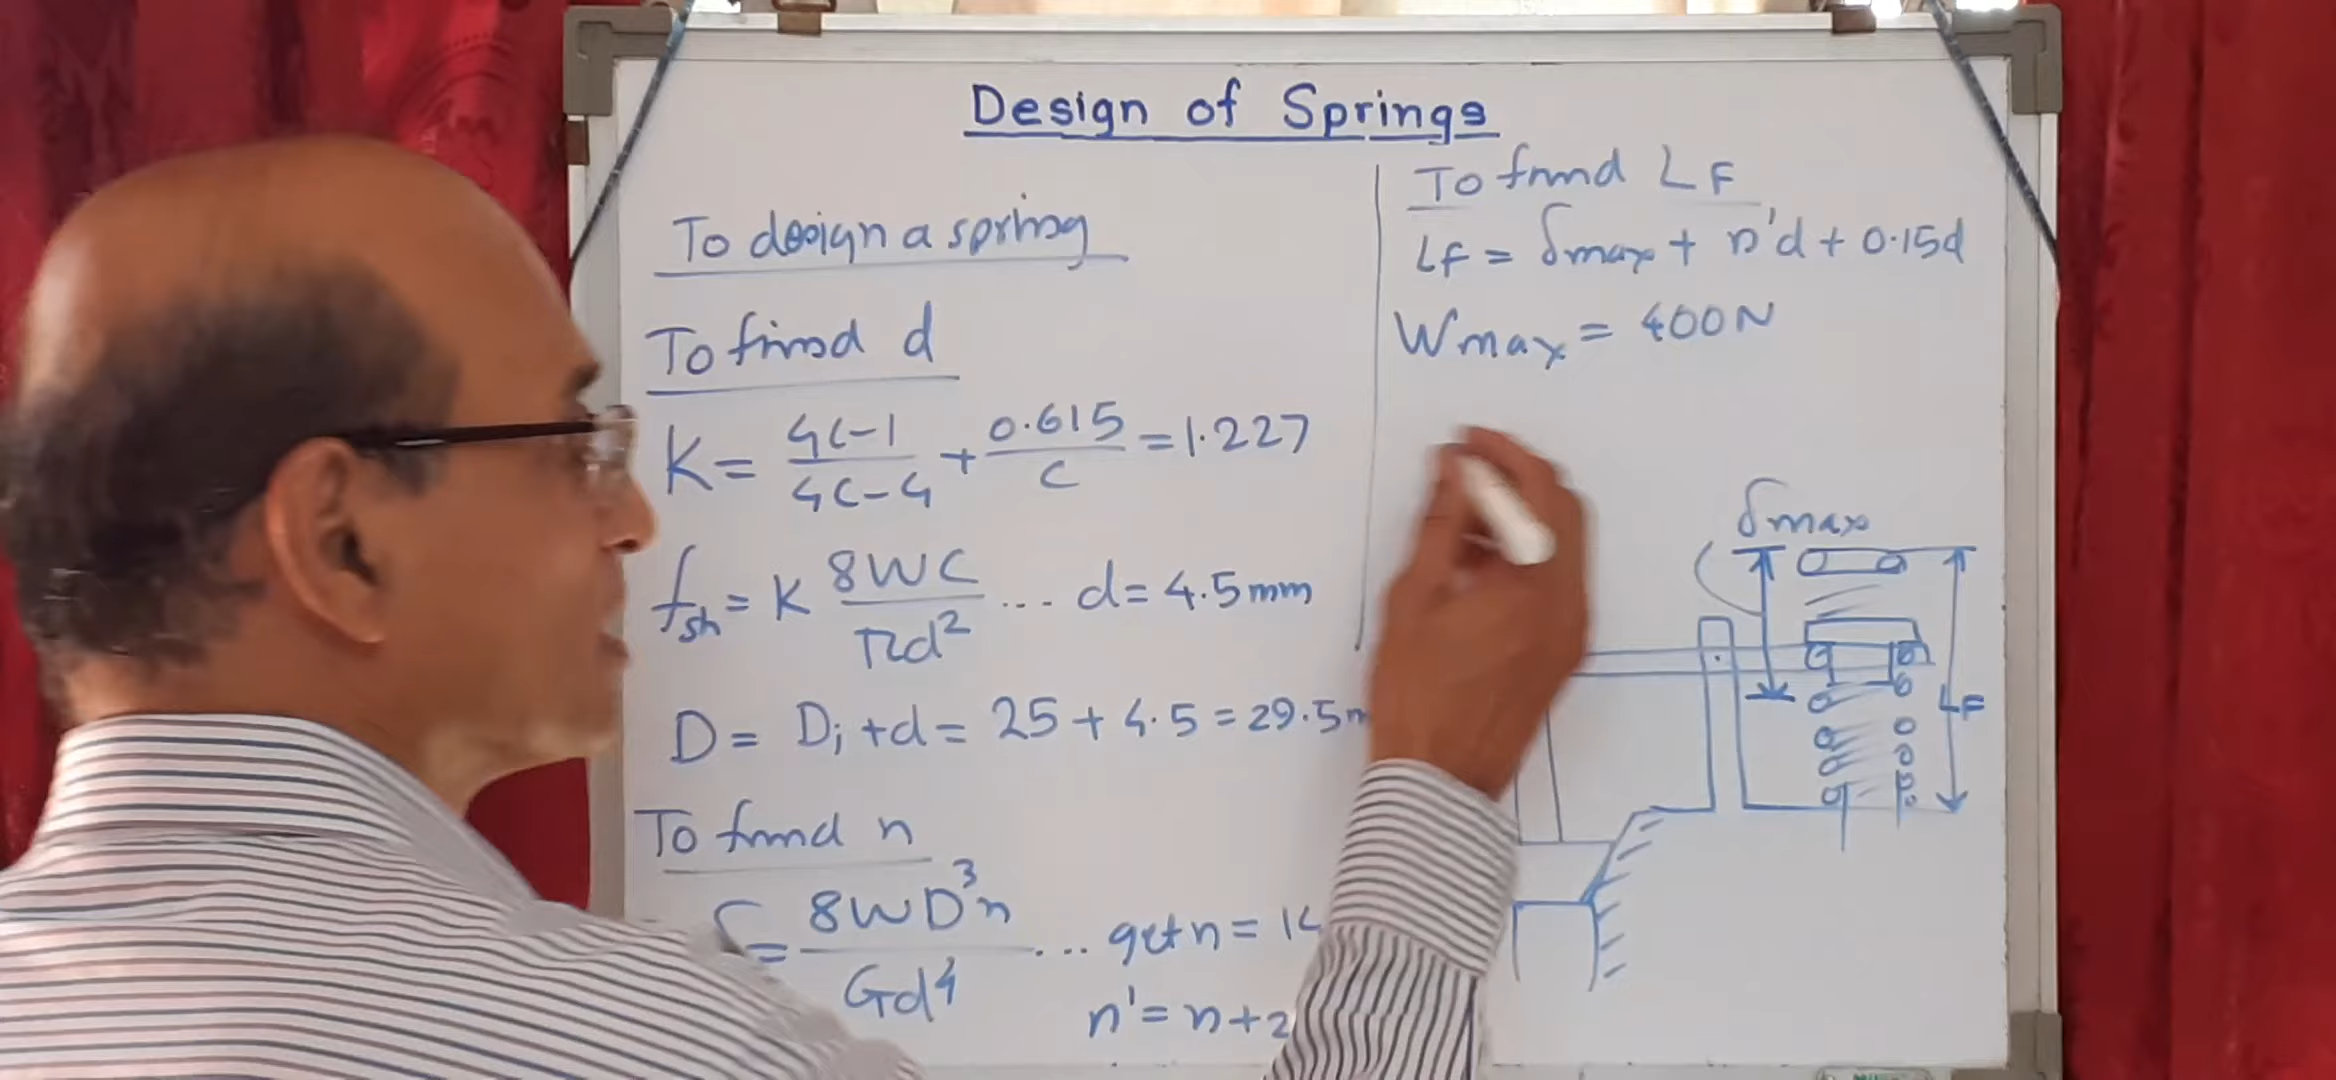 Design of Springs
To design a spring
To find d
K = 4C-1/4C-4 + 0.615/C = 1.227
fsh = K 8WC/πd² ... d = 4.5mm
D = Di + d = 25 + 4.5 = 29.5m
To find n
δ = 8WD³n/Gd⁴ ... get n = 14
n' = n+2
To find LF
LF = δmax + n'd + 0.15d
Wmax = 400N
δmax
LF